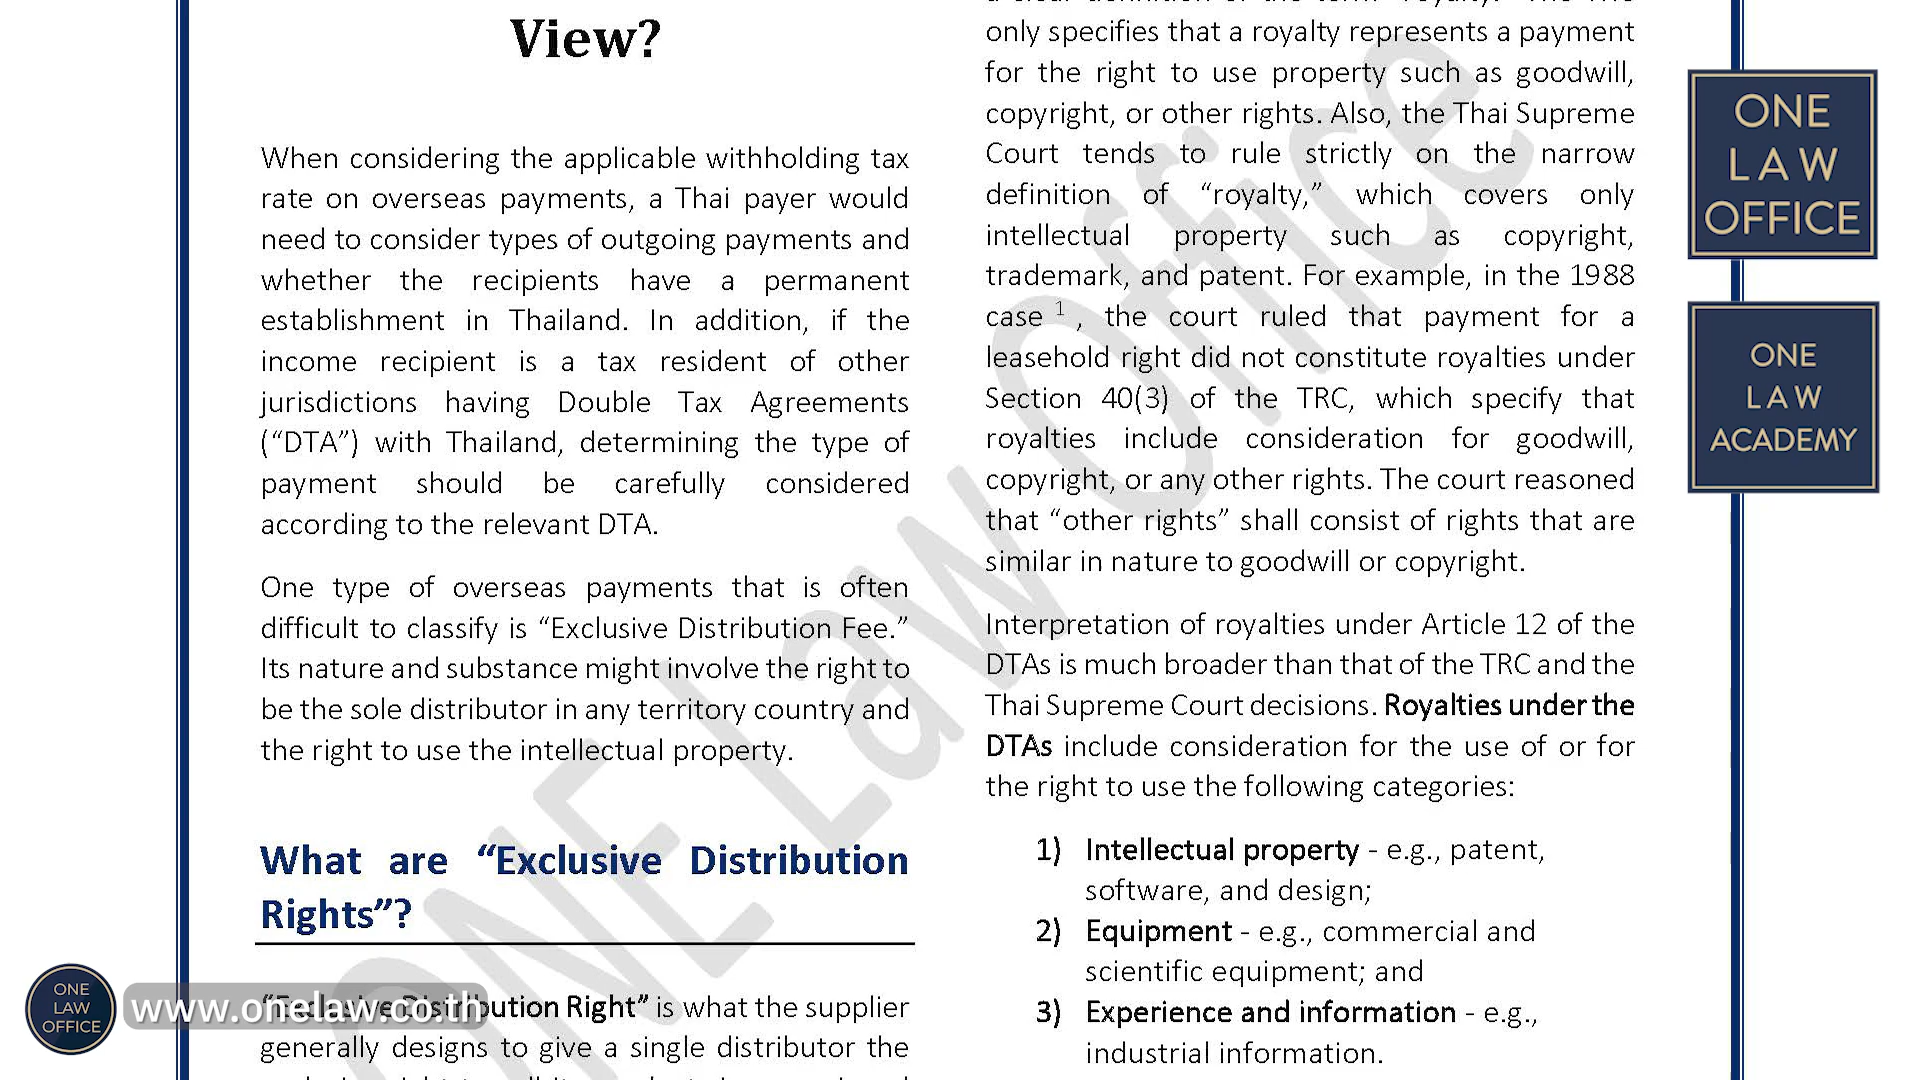 View?
When considering the applicable withholding tax
rate on overseas payments, a Thai payer would
need to consider types of outgoing payments and
whether the recipients have a permanent
establishment in Thailand. In addition, if the
income recipient is a tax resident of other
jurisdictions having Double Tax Agreements
(“DTA”) with Thailand, determining the type of
payment should be carefully considered
according to the relevant DTA.
One type of overseas payments that is often
difficult to classify is “Exclusive Distribution Fee.”
Its nature and substance might involve the right to
be the sole distributor in any territory country and
the right to use the intellectual property.
What are “Exclusive Distribution
Rights”?
“Exclusive Distribution Right” is what the supplier
generally designs to give a single distributor the
only specifies that a royalty represents a payment
for the right to use property such as goodwill,
copyright, or other rights. Also, the Thai Supreme
Court tends to rule strictly on the narrow
definition of “royalty,” which covers only
intellectual property such as copyright,
trademark, and patent. For example, in the 1988
case 1 , the court ruled that payment for a
leasehold right did not constitute royalties under
Section 40(3) of the TRC, which specify that
royalties include consideration for goodwill,
copyright, or any other rights. The court reasoned
that “other rights” shall consist of rights that are
similar in nature to goodwill or copyright.
Interpretation of royalties under Article 12 of the
DTAs is much broader than that of the TRC and the
Thai Supreme Court decisions. Royalties under the
DTAs include consideration for the use of or for
the right to use the following categories:
1) Intellectual property - e.g., patent,
software, and design;
2) Equipment - e.g., commercial and
scientific equipment; and
3) Experience and information - e.g.,
industrial information.
ONE Law Office
ONE
LAW
OFFICE
ONE
LAW
ACADEMY
ONE
LAW
OFFICE
www.onelaw.co.th